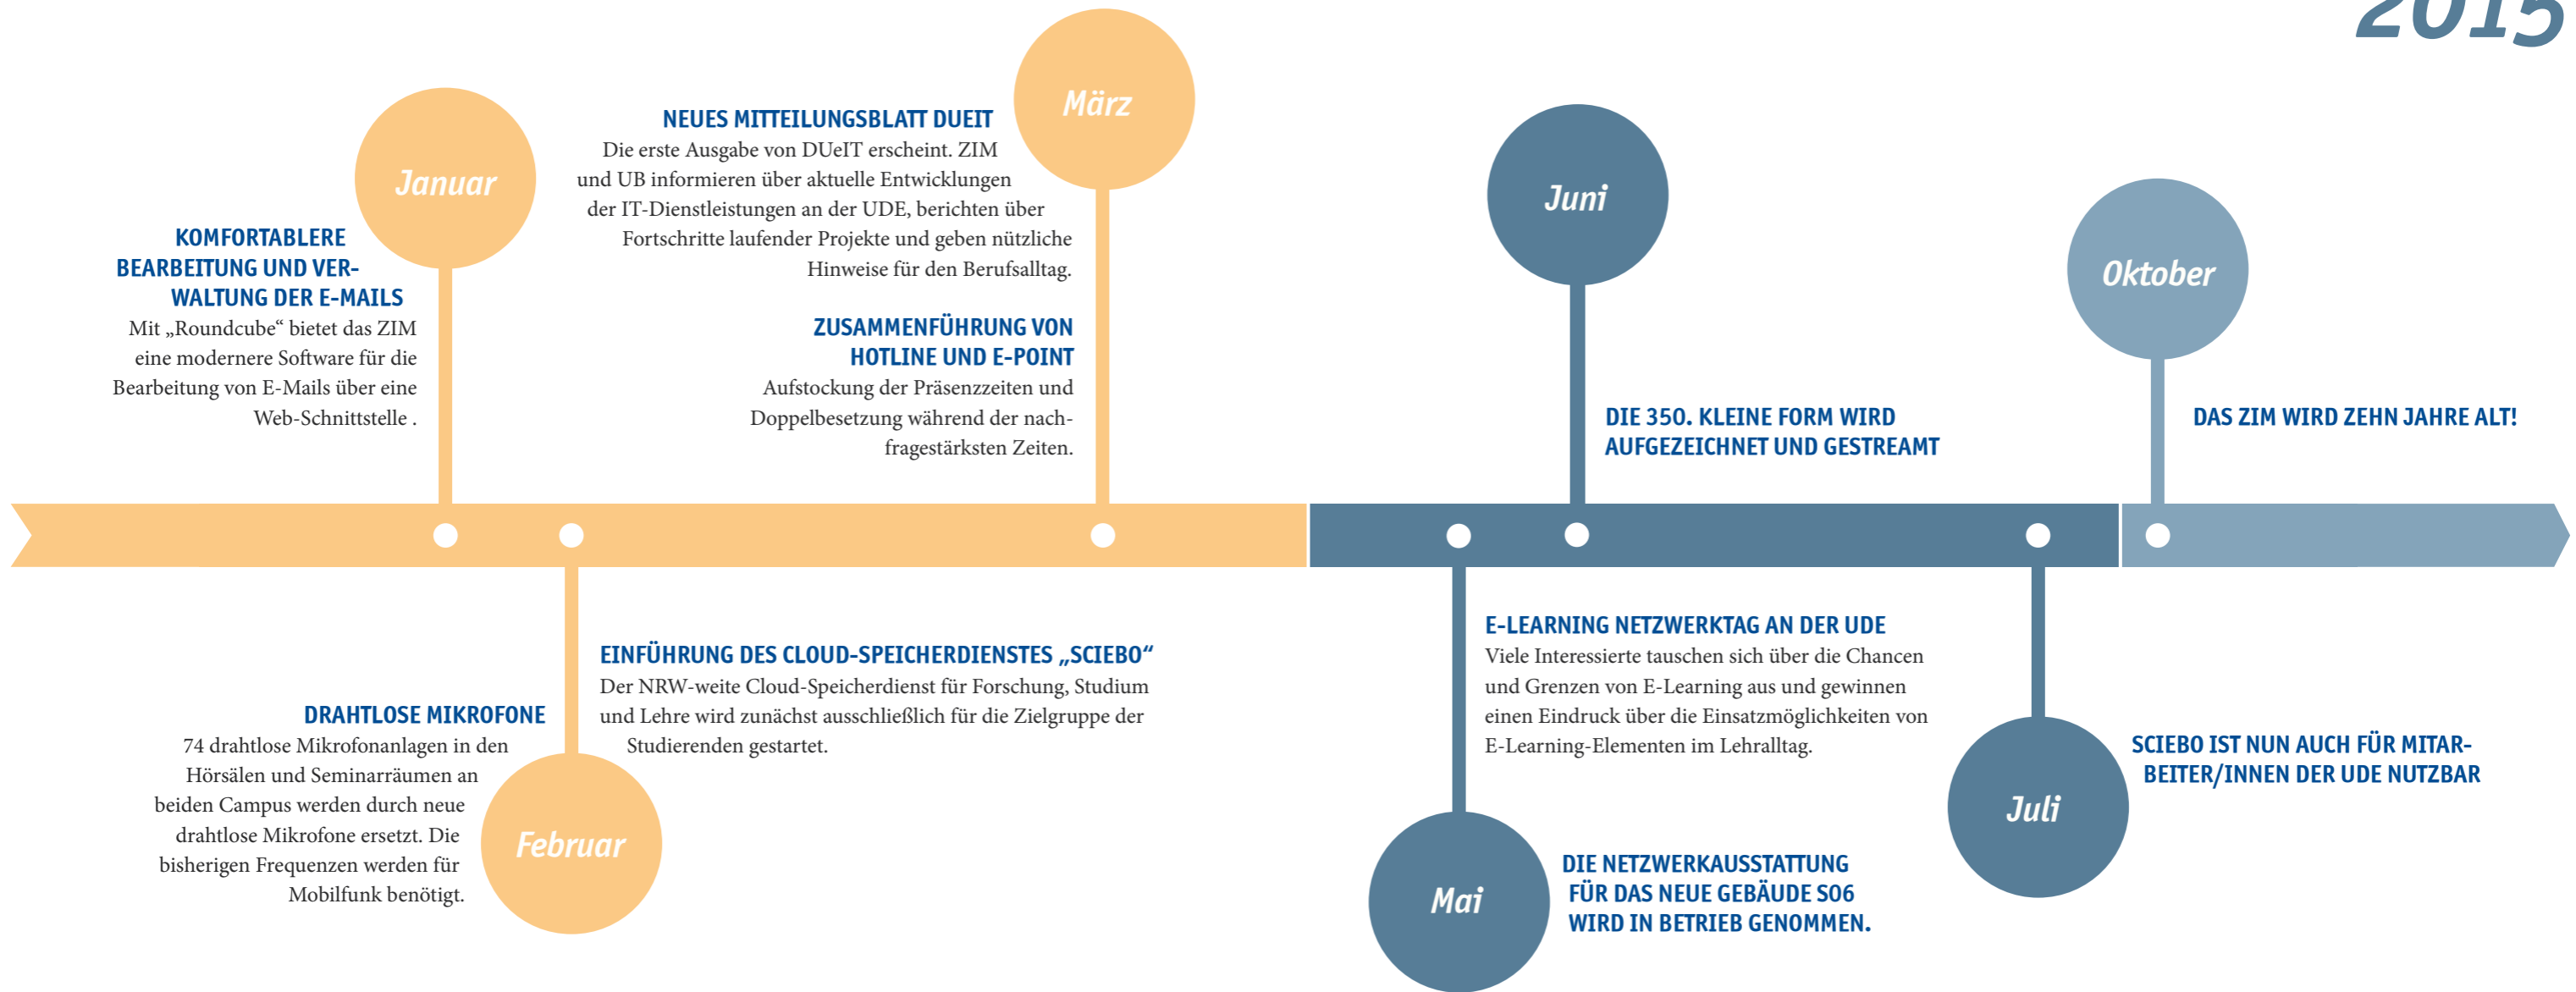 2015
Januar
KOMFORTABLERE
BEARBEITUNG UND VER-
WALTUNG DER E-MAILS
Mit „Roundcube“ bietet das ZIM
eine modernere Software für die
Bearbeitung von E-Mails über eine
Web-Schnittstelle .
März
NEUES MITTEILUNGSBLATT DUEIT
Die erste Ausgabe von DUeIT erscheint. ZIM
und UB informieren über aktuelle Entwicklungen
der IT-Dienstleistungen an der UDE, berichten über
Fortschritte laufender Projekte und geben nützliche
Hinweise für den Berufsalltag.
ZUSAMMENFÜHRUNG VON
HOTLINE UND E-POINT
Aufstockung der Präsenzzeiten und
Doppelbesetzung während der nach-
fragestärksten Zeiten.
Juni
DIE 350. KLEINE FORM WIRD
AUFGEZEICHNET UND GESTREAMT
Oktober
DAS ZIM WIRD ZEHN JAHRE ALT!
DRAHTLOSE MIKROFONE
74 drahtlose Mikrofonanlagen in den
Hörsälen und Seminarräumen an
beiden Campus werden durch neue
drahtlose Mikrofone ersetzt. Die
bisherigen Frequenzen werden für
Mobilfunk benötigt.
Februar
EINFÜHRUNG DES CLOUD-SPEICHERDIENSTES „SCIEBO“
Der NRW-weite Cloud-Speicherdienst für Forschung, Studium
und Lehre wird zunächst ausschließlich für die Zielgruppe der
Studierenden gestartet.
E-LEARNING NETZWERKTAG AN DER UDE
Viele Interessierte tauschen sich über die Chancen
und Grenzen von E-Learning aus und gewinnen
einen Eindruck über die Einsatzmöglichkeiten von
E-Learning-Elementen im Lehralltag.
Mai
DIE NETZWERKAUSSTATTUNG
FÜR DAS NEUE GEBÄUDE S06
WIRD IN BETRIEB GENOMMEN.
Juli
SCIEBO IST NUN AUCH FÜR MITAR-
BEITER/INNEN DER UDE NUTZBAR